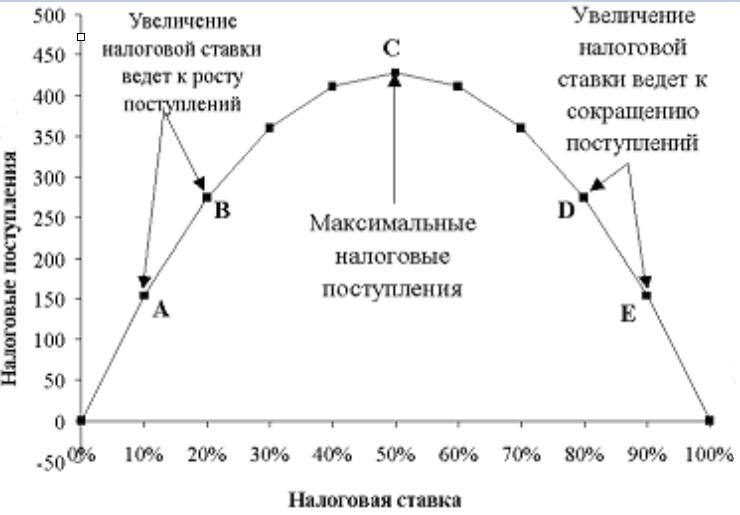 Увеличение
налоговой ставки
ведет к росту
поступлений
Увеличение
налоговой
ставки ведет к
сокращению
поступлений
C
B
D
A
E
Максимальные
налоговые
поступления
Налоговые поступления
500
450
400
350
300
250
200
150
100
50
0
-50
0% 10% 20% 30% 40% 50% 60% 70% 80% 90% 100%
Налоговая ставка